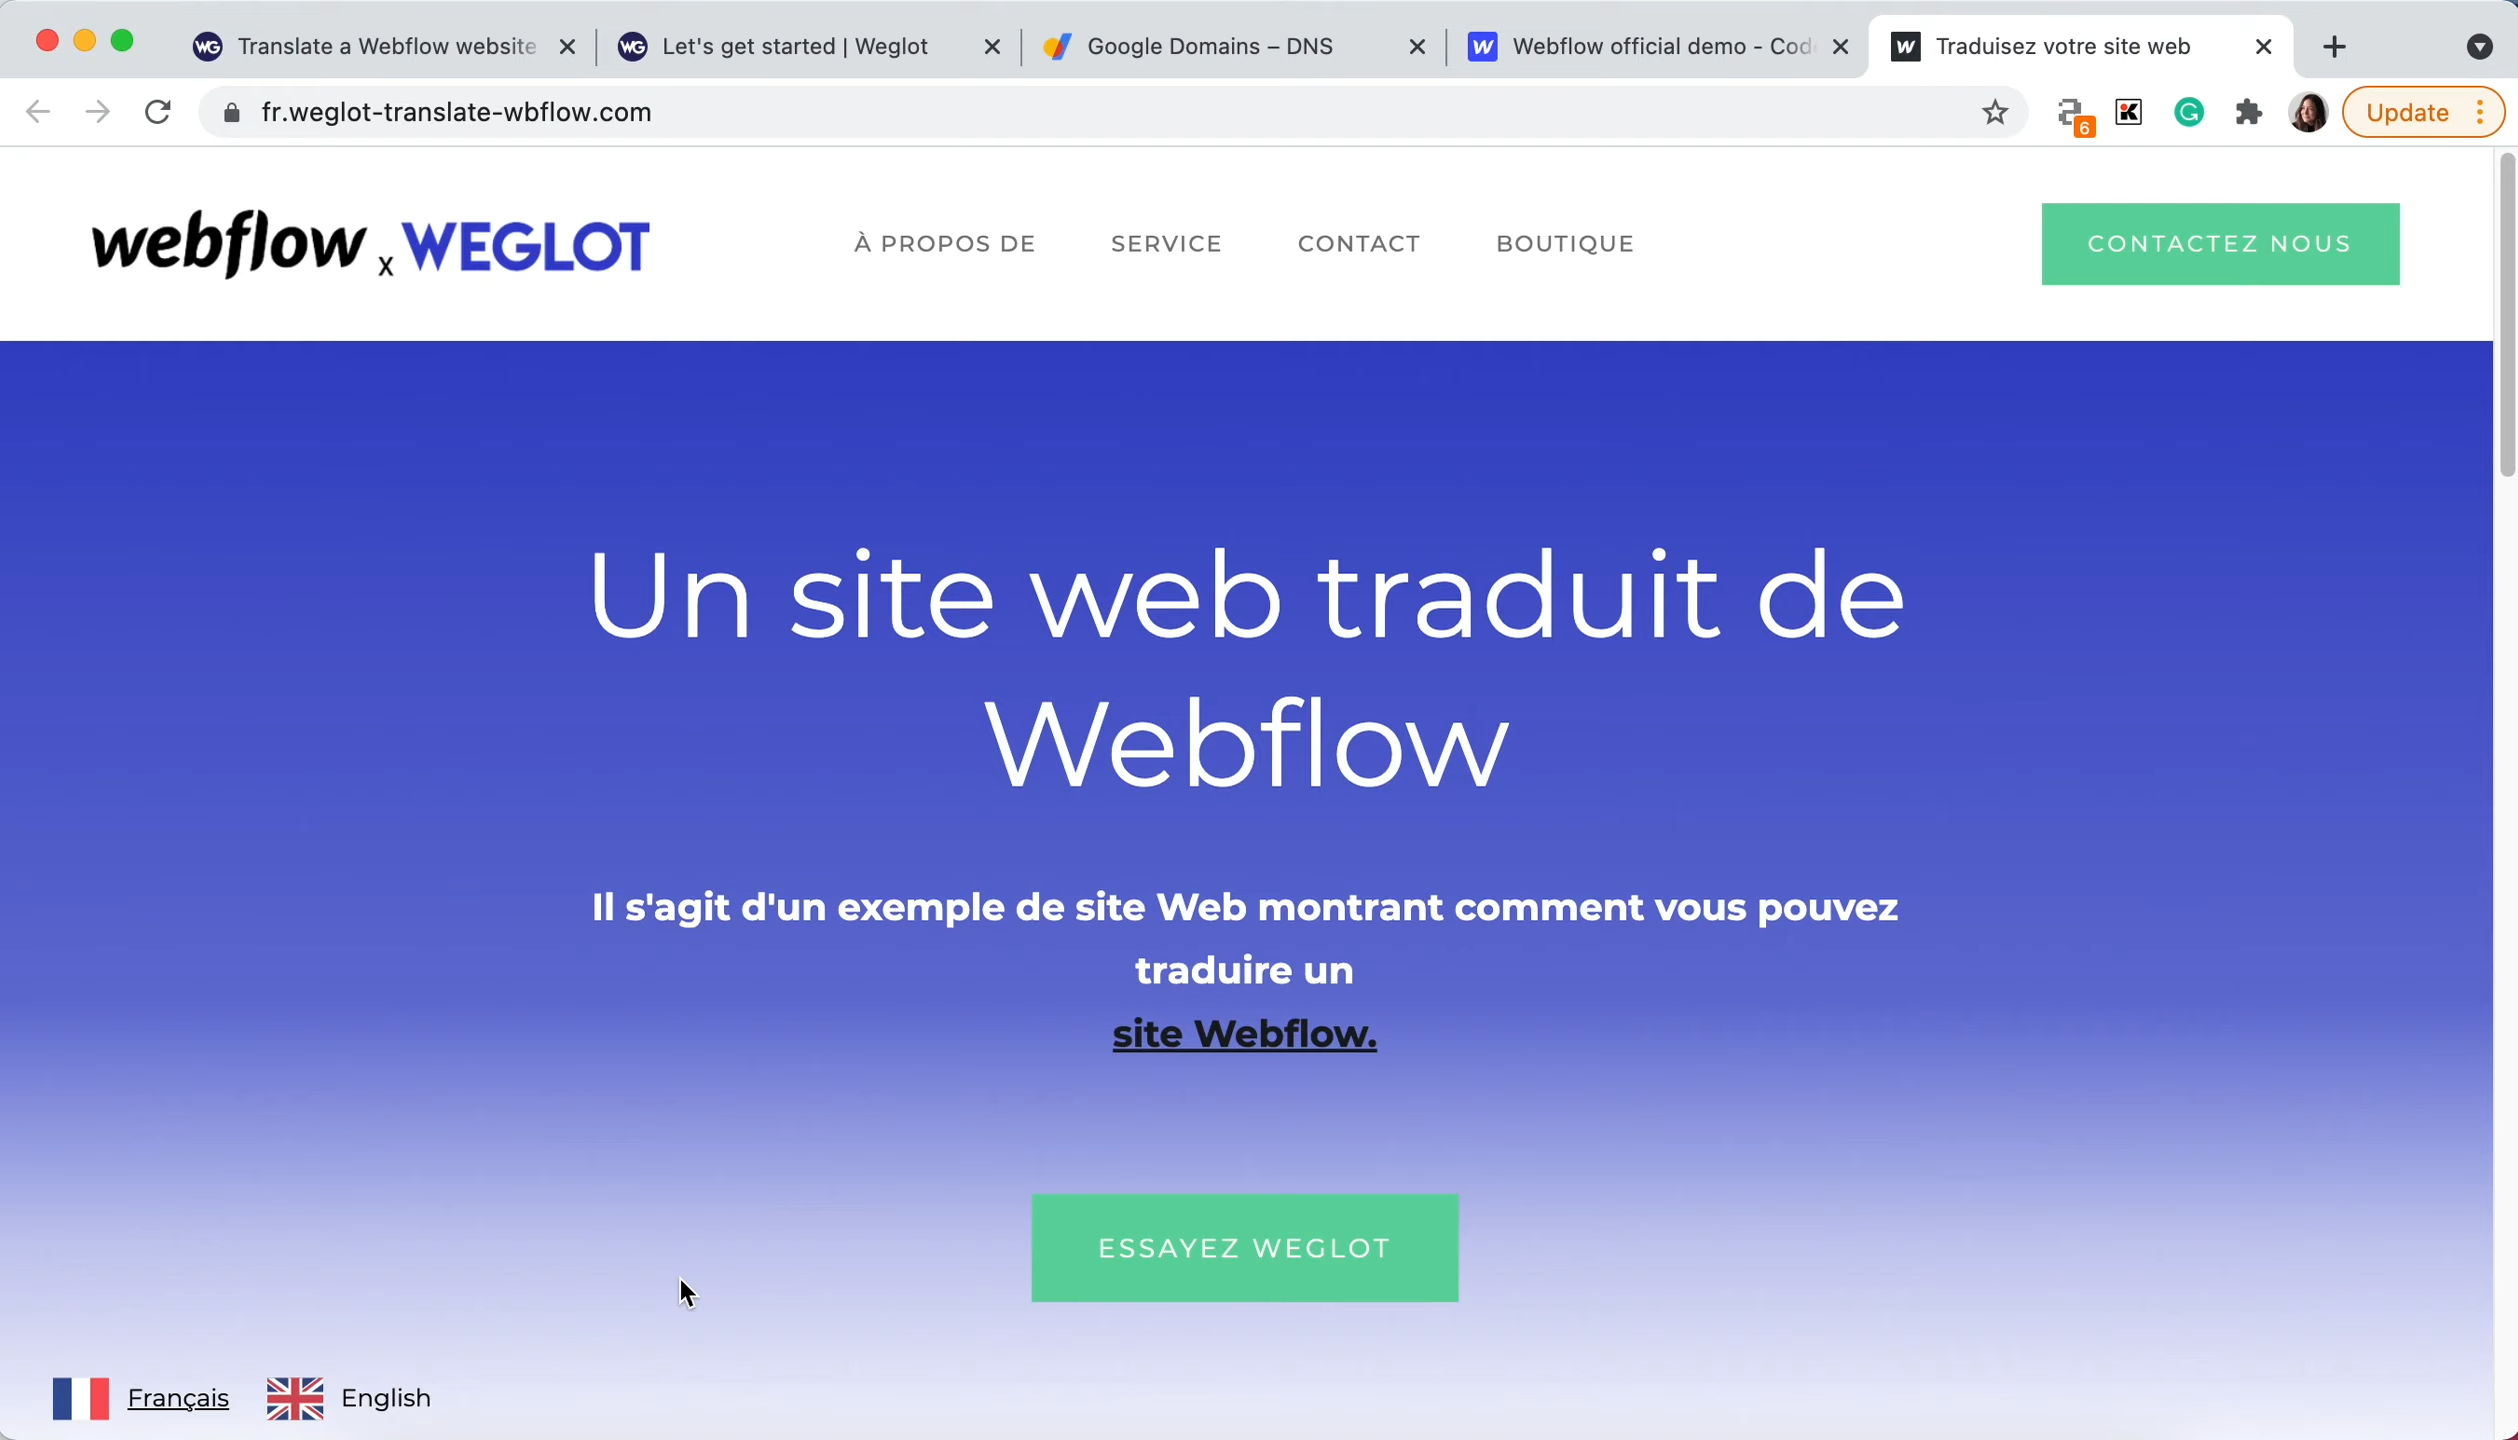 Translate a Webflow website
Let's get started | Weglot
Google Domains – DNS
Webflow official demo - Cod
Traduisez votre site web
fr.weglot-translate-wbflow.com
6
Update
webflow x WEGLOT
À PROPOS DE
SERVICE
CONTACT
BOUTIQUE
CONTACTEZ NOUS
Un site web traduit de
Webflow
Il s'agit d'un exemple de site Web montrant comment vous pouvez
traduire un
site Webflow.
ESSAYEZ WEGLOT
Français
English